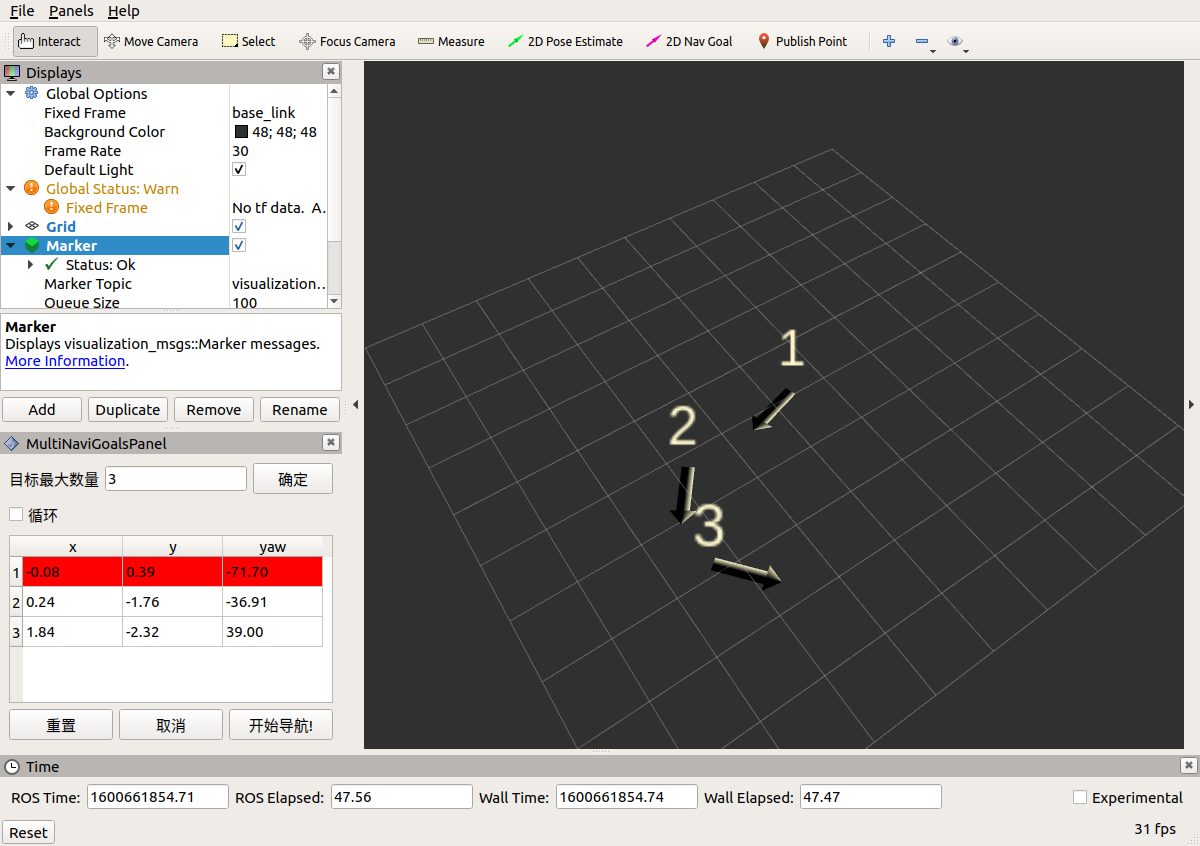 File Panels Help
Interact Move Camera Select Focus Camera Measure 2D Pose Estimate 2D Nav Goal Publish Point
Displays
Global Options
Fixed Frame base_link
Background Color 48; 48; 48
Frame Rate 30
Default Light
Global Status: Warn
Fixed Frame No tf data. A...
Grid
Marker
Status: Ok
Marker Topic visualization...
Queue Size 100
Marker
Displays visualization_msgs::Marker messages.
More Information.
Add Duplicate Remove Rename
MultiNaviGoalsPanel
目标最大数量 3 确定
循环
x y yaw
1 -0.08 0.39 -71.70
2 0.24 -1.76 -36.91
3 1.84 -2.32 39.00
重置 取消 开始导航!
1
2
3
Time
ROS Time: 1600661854.71 ROS Elapsed: 47.56 Wall Time: 1600661854.74 Wall Elapsed: 47.47 Experimental
Reset 31 fps